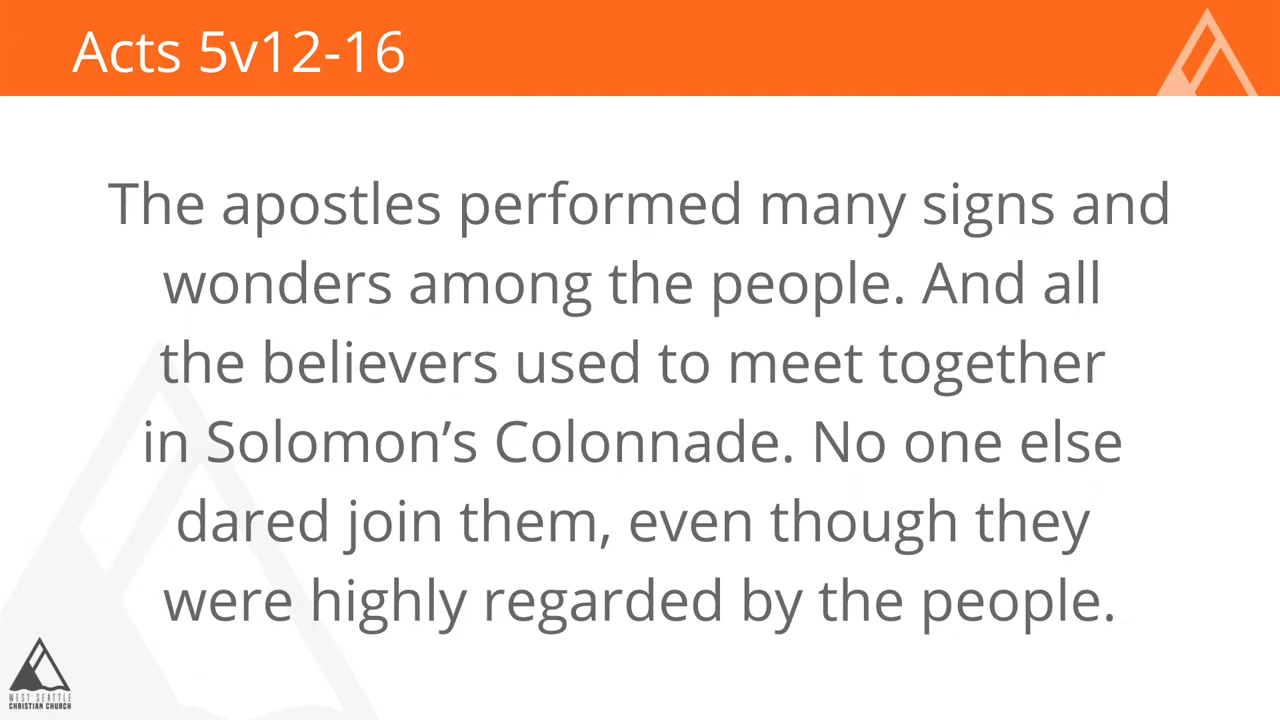 Acts 5v12-16
The apostles performed many signs and
wonders among the people. And all
the believers used to meet together
in Solomon’s Colonnade. No one else
dared join them, even though they
were highly regarded by the people.
WEST SEATTLE
CHRISTIAN CHURCH